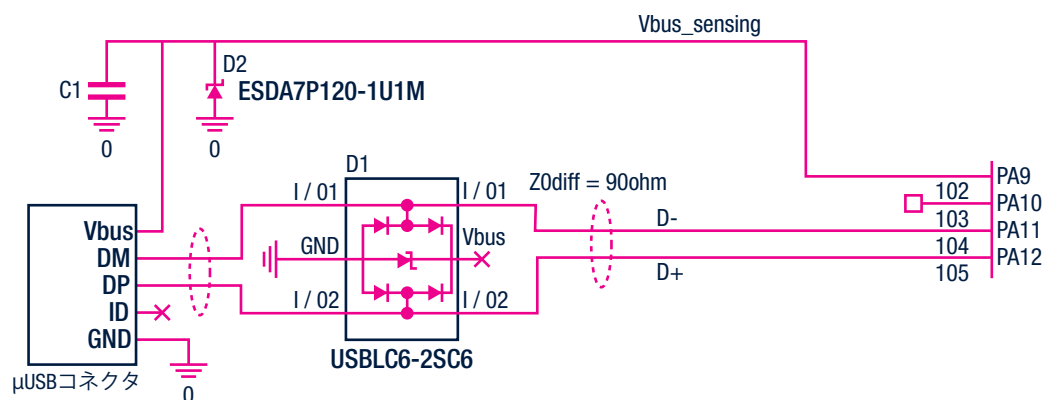 Vbus_sensing
C1
D2
ESDA7P120-1U1M
0
0
D1
I / 01
I / 01
Z0diff = 90ohm
PA9
102
PA10
Vbus
D-
103
PA11
DM
GND
Vbus
104
PA12
DP
D+
105
ID
I / 02
I / 02
GND
USBLC6-2SC6
μUSBコネクタ
0